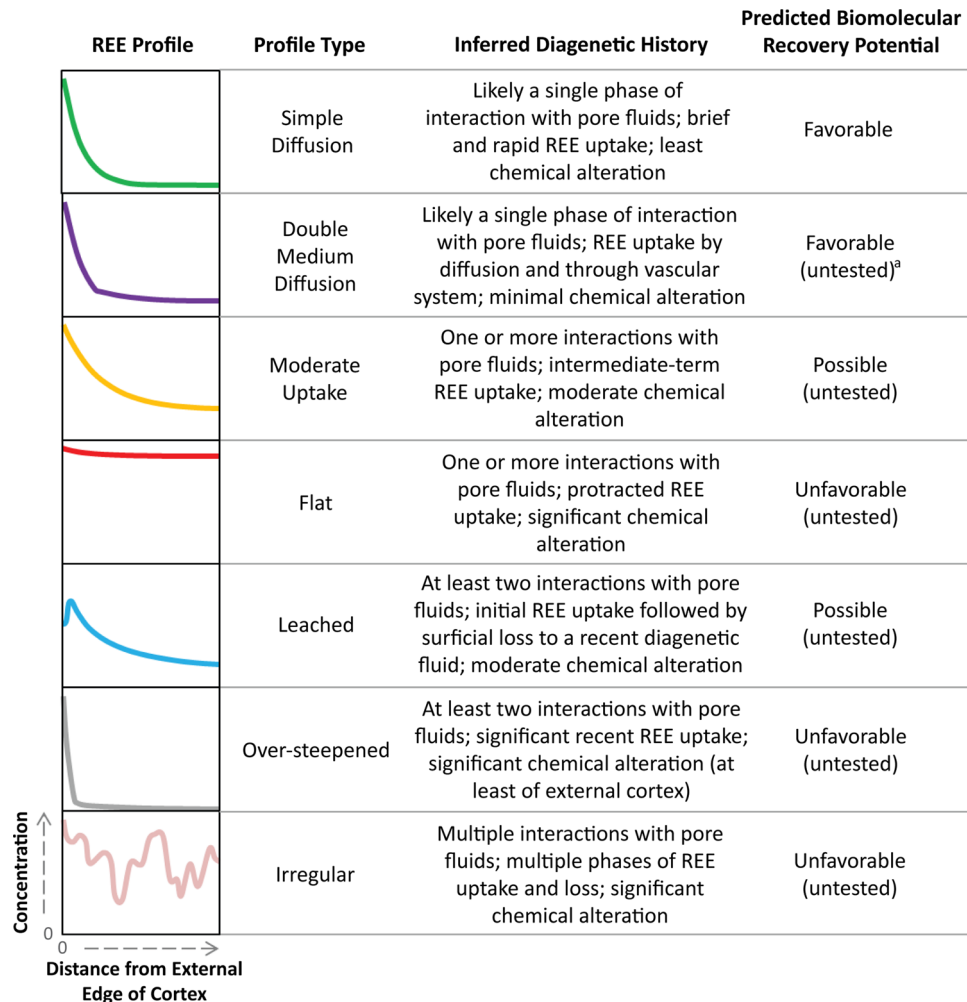 REE Profile
Profile Type
Inferred Diagenetic History
Predicted Biomolecular
Recovery Potential
Simple
Diffusion
Likely a single phase of
interaction with pore fluids; brief
and rapid REE uptake; least
chemical alteration
Favorable
Double
Medium
Diffusion
Likely a single phase of interaction
with pore fluids; REE uptake by
diffusion and through vascular
system; minimal chemical alteration
Favorable
(untested)ᵃ
Moderate
Uptake
One or more interactions with
pore fluids; intermediate-term
REE uptake; moderate chemical
alteration
Possible
(untested)
Flat
One or more interactions with
pore fluids; protracted REE
uptake; significant chemical
alteration
Unfavorable
(untested)
Leached
At least two interactions with pore
fluids; initial REE uptake followed by
surficial loss to a recent diagenetic
fluid; moderate chemical alteration
Possible
(untested)
Over-steepened
At least two interactions with pore
fluids; significant recent REE uptake;
significant chemical alteration (at
least of external cortex)
Unfavorable
(untested)
Irregular
Multiple interactions with pore
fluids; multiple phases of REE
uptake and loss; significant
chemical alteration
Unfavorable
(untested)
Concentration
0
0
Distance from External
Edge of Cortex